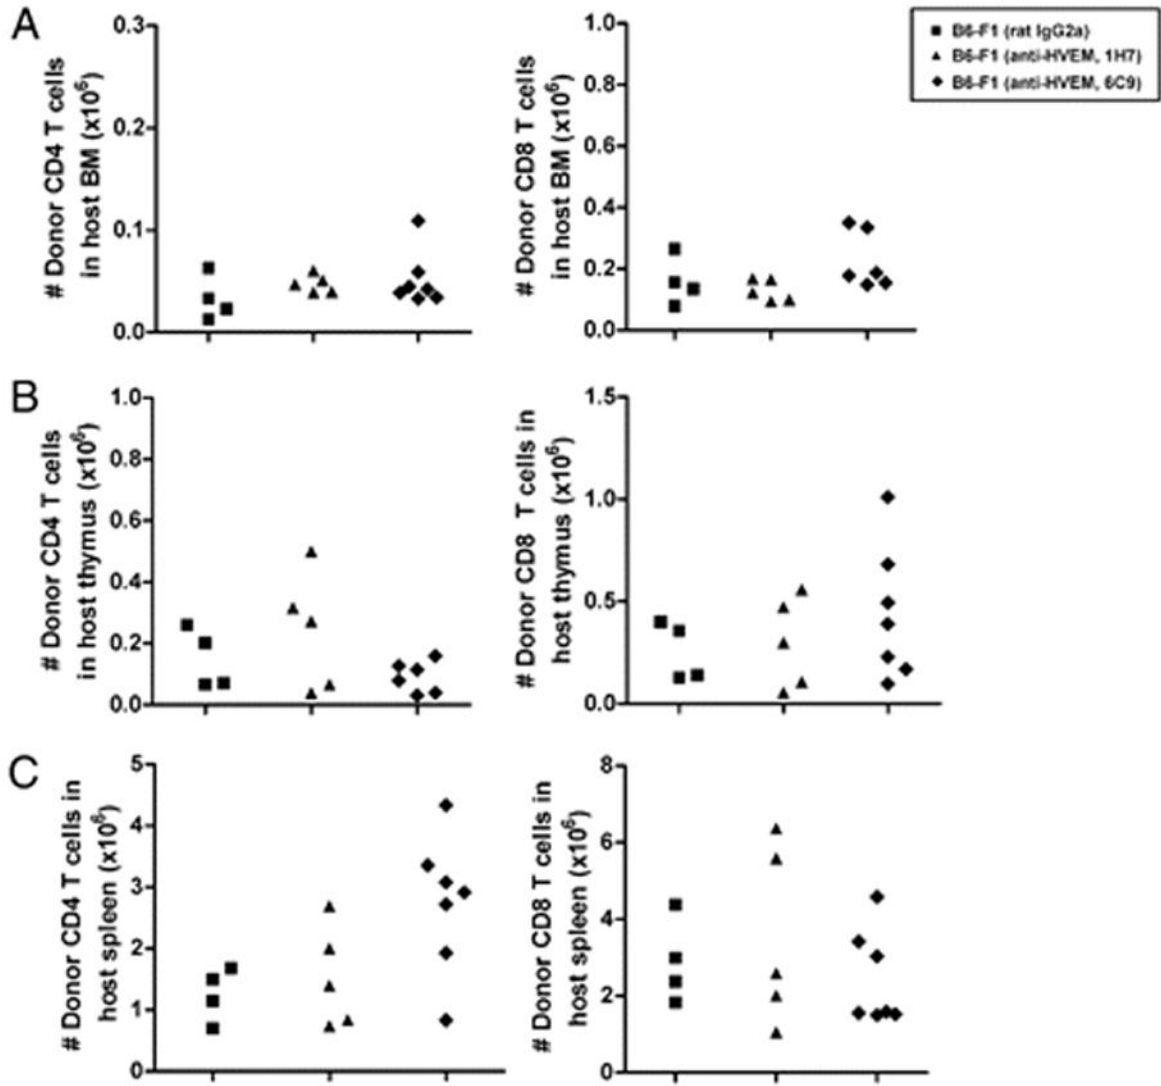 A
# Donor CD4 T cells
in host BM (x10⁶)
0.3
0.2
0.1
0.0
# Donor CD8 T cells
in host BM (x10⁶)
1.0
0.8
0.6
0.4
0.2
0.0
B6-F1 (rat IgG2a)
B6-F1 (anti-HVEM, 1H7)
B6-F1 (anti-HVEM, 6C9)
B
# Donor CD4 T cells
in host thymus (x10⁶)
1.0
0.8
0.6
0.4
0.2
0.0
# Donor CD8 T cells in
host thymus (x10⁶)
1.5
1.0
0.5
0.0
C
# Donor CD4 T cells in
host spleen (x10⁶)
5
4
3
2
1
0
# Donor CD8 T cells in
host spleen (x10⁶)
8
6
4
2
0